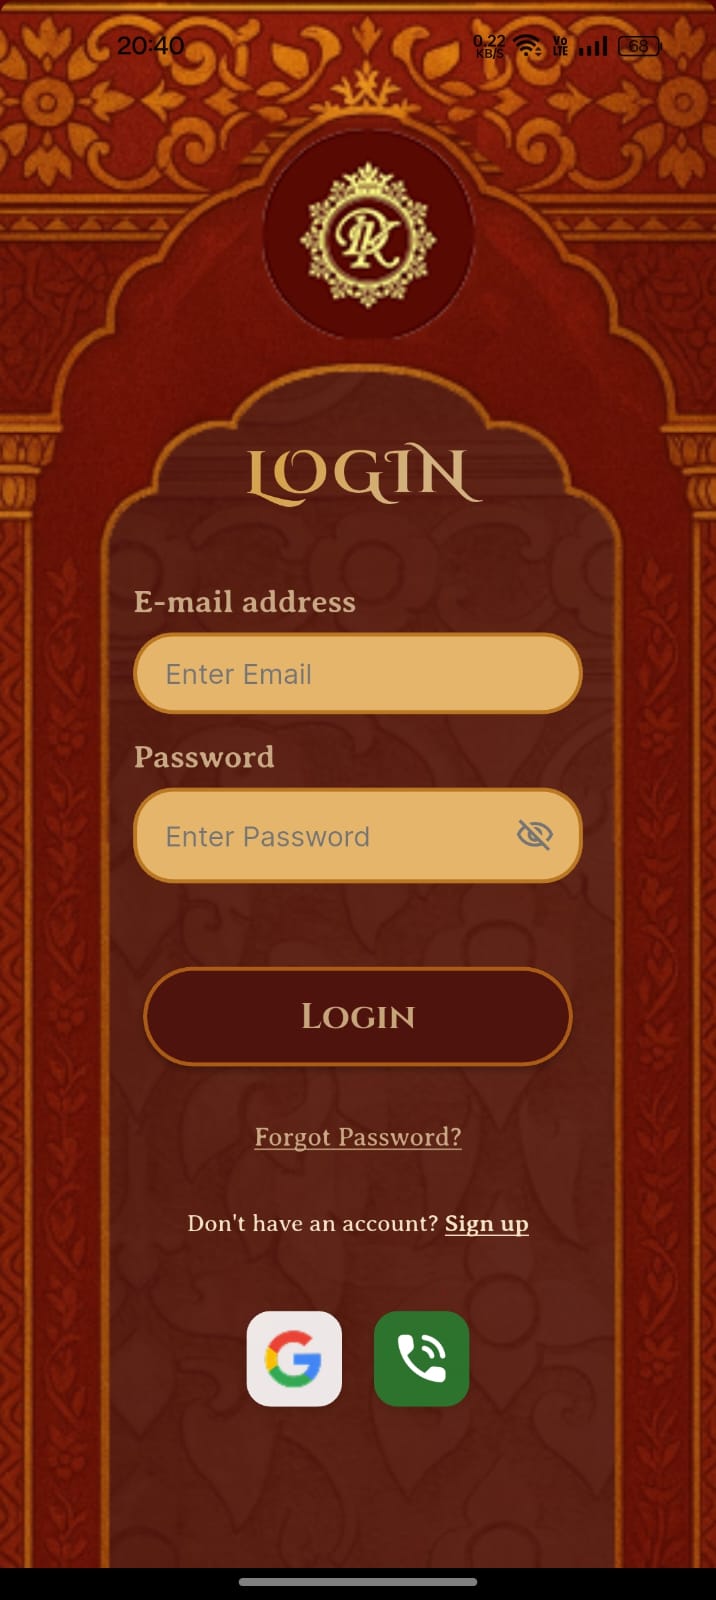 20:40
0.22
KB/S
Vo
LTE
68
LOGIN
E-mail address
Enter Email
Password
Enter Password
Login
Forgot Password?
Don't have an account? Sign up